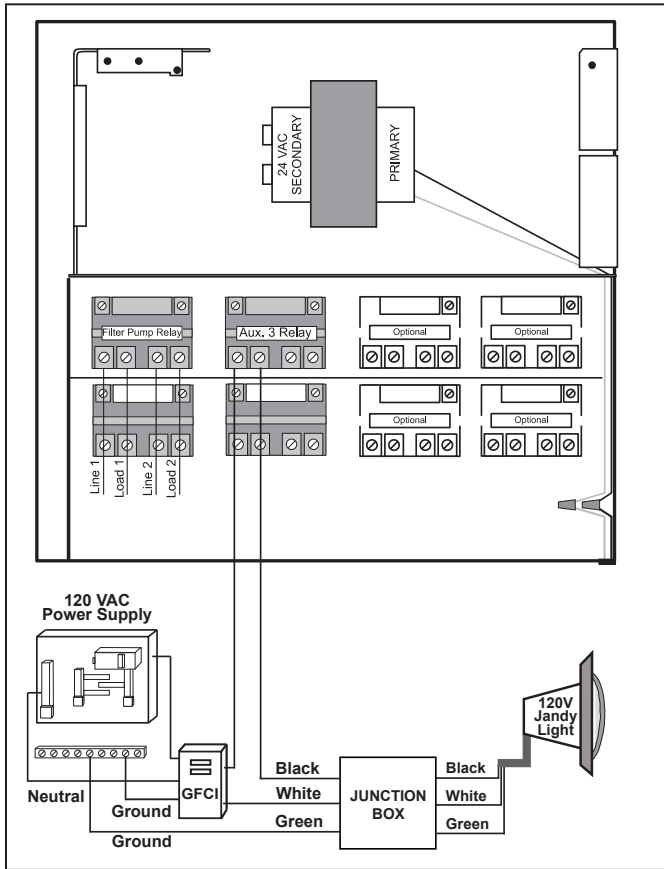 24 VAC
SECONDARY
PRIMARY
Filter Pump Relay
Aux. 3 Relay
Optional
Optional
Optional
Optional
Line 1
Load 1
Line 2
Load 2
120 VAC
Power Supply
120V
Jandy
Light
Neutral
Ground
Ground
GFCI
Black
White
Green
JUNCTION
BOX
Black
White
Green